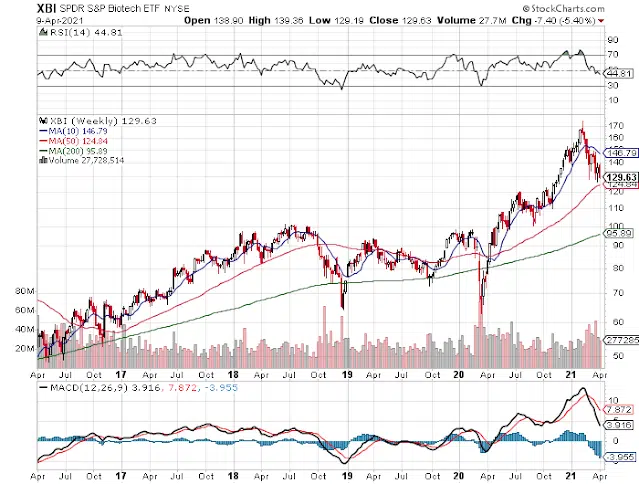 XBI SPDR S&P Biotech ETF NYSE
© StockCharts.com
9-Apr-2021
Open 138.90 High 139.36 Low 129.19 Close 129.63 Volume 27.7M Chg -7.40 (-5.40%)
RSI(14) 44.81
90
70
50
44.81
30
10
XBI (Weekly) 129.63
MA(10) 146.79
MA(50) 124.84
MA(200) 95.89
Volume 27,728,514
170
160
150
146.79
140
129.63
124.84
120
110
100
95.89
90
80
70
60
50
80M
60M
40M
20M
277285
Apr Jul Oct 17 Apr Jul Oct 18 Apr Jul Oct 19 Apr Jul Oct 20 Apr Jul Oct 21 Apr
MACD(12,26,9) 3.916, 7.872, -3.955
10
7.872
3.916
0
-3.955
Apr Jul Oct 17 Apr Jul Oct 18 Apr Jul Oct 19 Apr Jul Oct 20 Apr Jul Oct 21 Apr